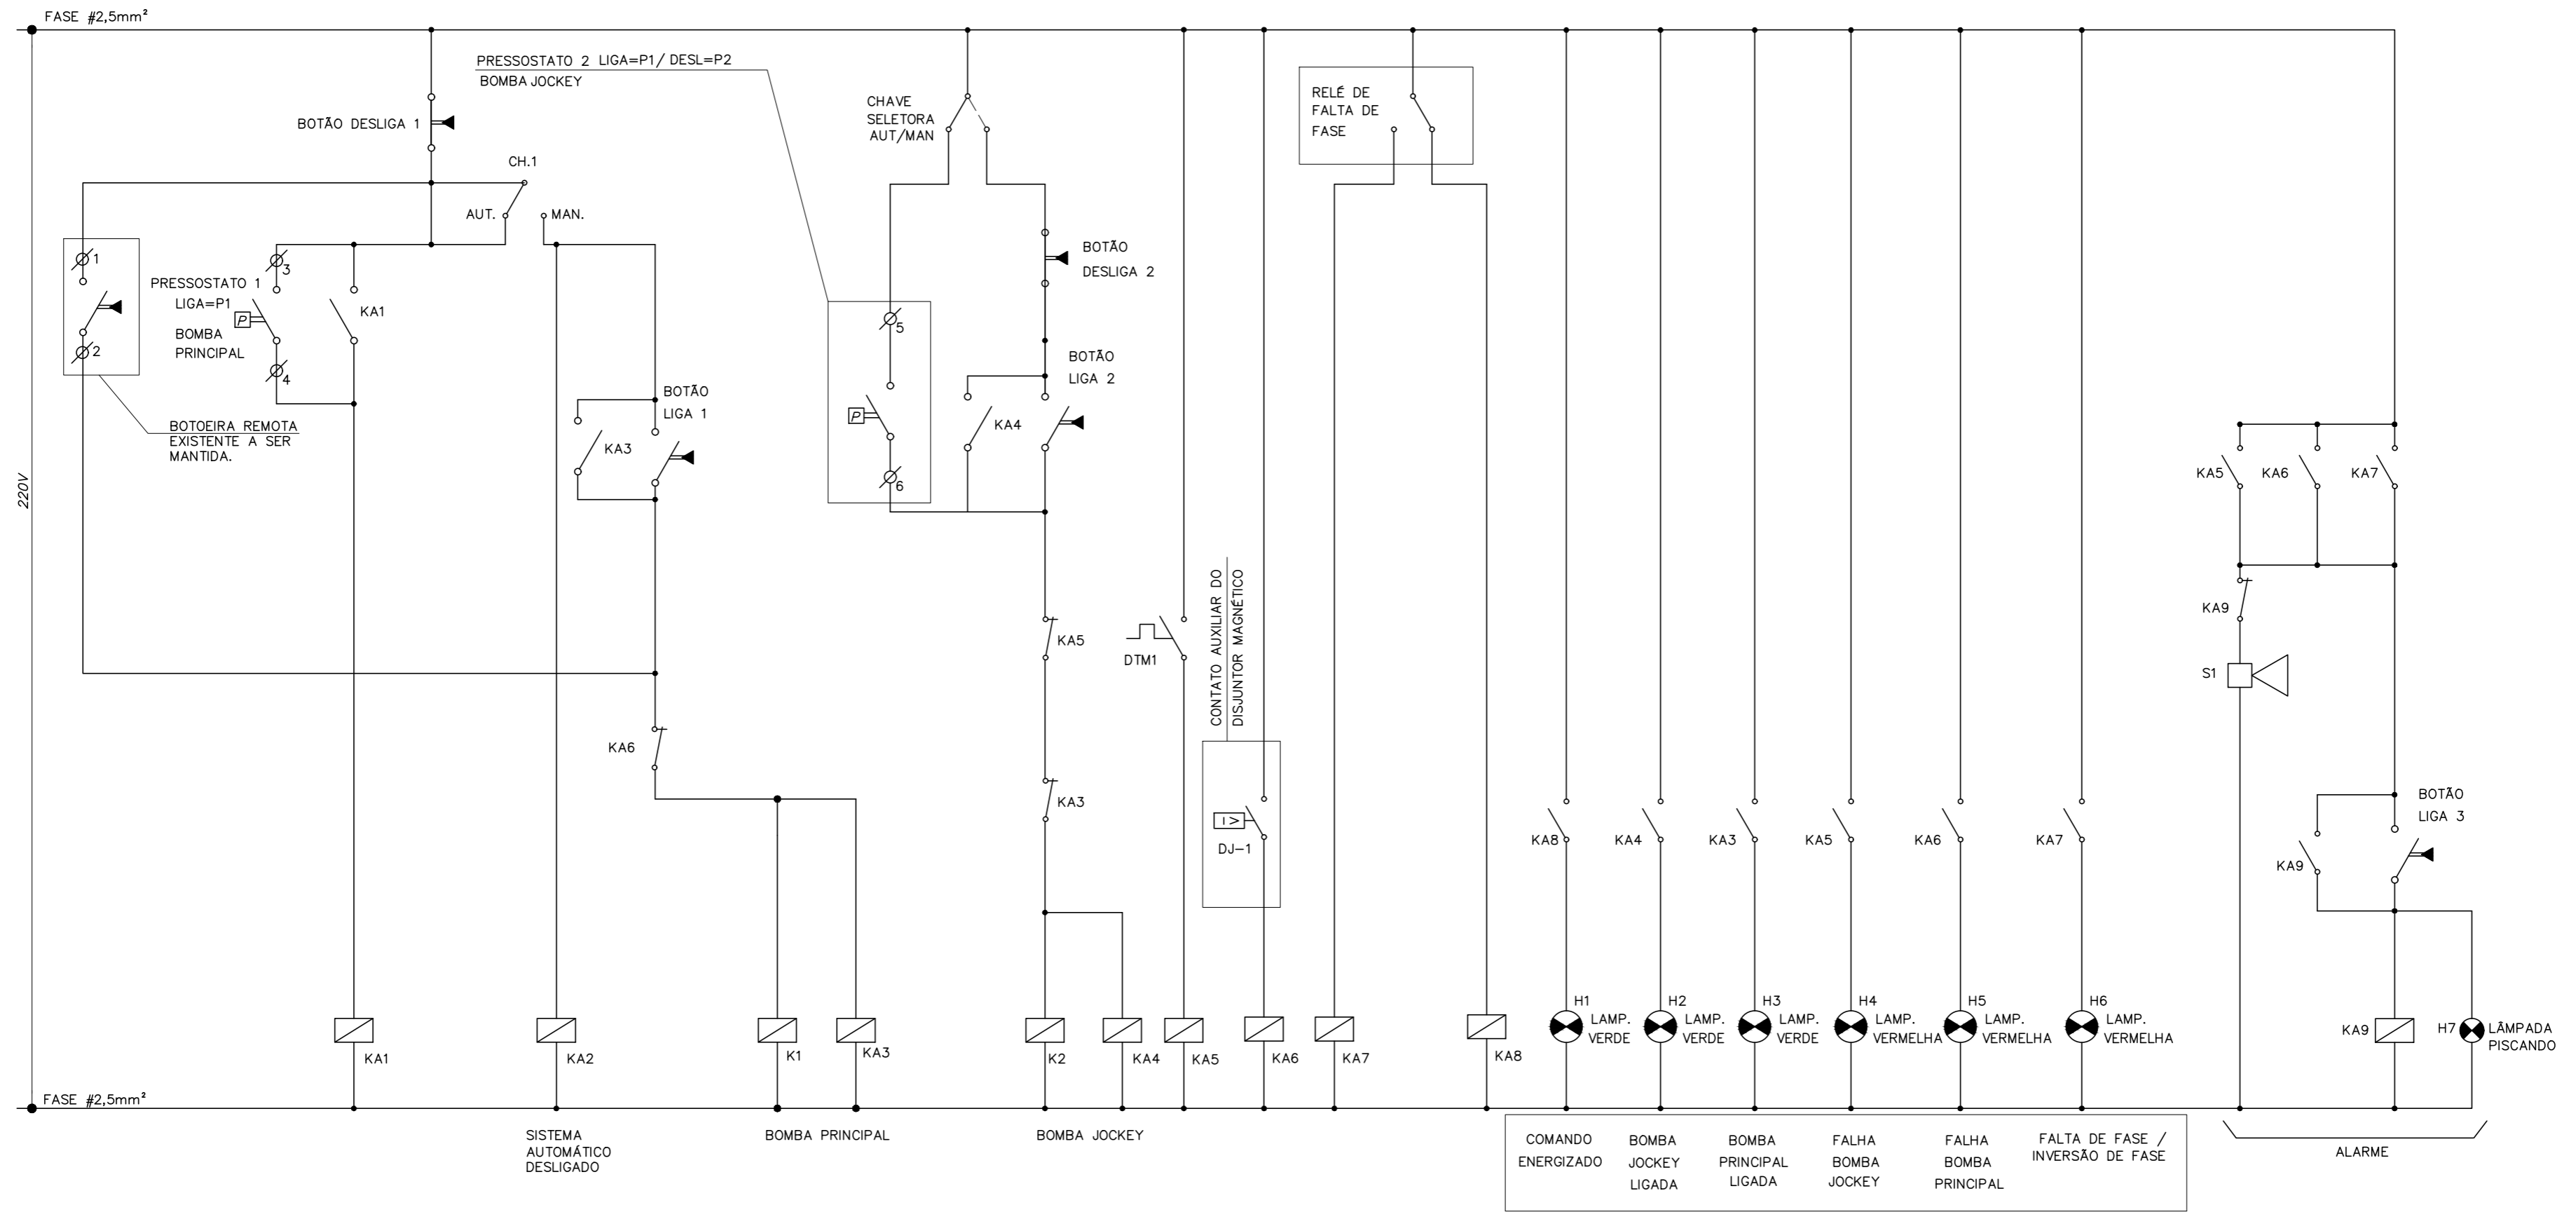 FASE #2,5mm²
PRESSOSTATO 2 LIGA=P1/ DESL=P2
BOMBA JOCKEY
BOTÃO DESLIGA 1
CH.1
AUT.
MAN.
CHAVE
SELETORA
AUT/MAN
RELÉ DE
FALTA DE
FASE
1
2
PRESSOSTATO 1
LIGA=P1
BOMBA
PRINCIPAL
P
3
4
KA1
BOTOEIRA REMOTA
EXISTENTE A SER
MANTIDA.
BOTÃO
LIGA 1
KA3
KA6
5
P
6
BOTÃO
DESLIGA 2
BOTÃO
LIGA 2
KA4
KA5
KA3
DTM1
CONTATO AUXILIAR DO
DISJUNTOR MAGNÉTICO
I >
DJ-1
220V
KA8
KA4
KA3
KA5
KA6
KA7
KA5
KA6
KA7
KA9
S1
BOTÃO
LIGA 3
KA9
KA1
KA2
K1
KA3
K2
KA4
KA5
KA6
KA7
KA8
H1
LAMP.
VERDE
H2
LAMP.
VERDE
H3
LAMP.
VERDE
H4
LAMP.
VERMELHA
H5
LAMP.
VERMELHA
H6
LAMP.
VERMELHA
KA9
H7
LÂMPADA
PISCANDO
FASE #2,5mm²
SISTEMA
AUTOMÁTICO
DESLIGADO
BOMBA PRINCIPAL
BOMBA JOCKEY
COMANDO
ENERGIZADO
BOMBA
JOCKEY
LIGADA
BOMBA
PRINCIPAL
LIGADA
FALHA
BOMBA
JOCKEY
FALHA
BOMBA
PRINCIPAL
FALTA DE FASE /
INVERSÃO DE FASE
ALARME